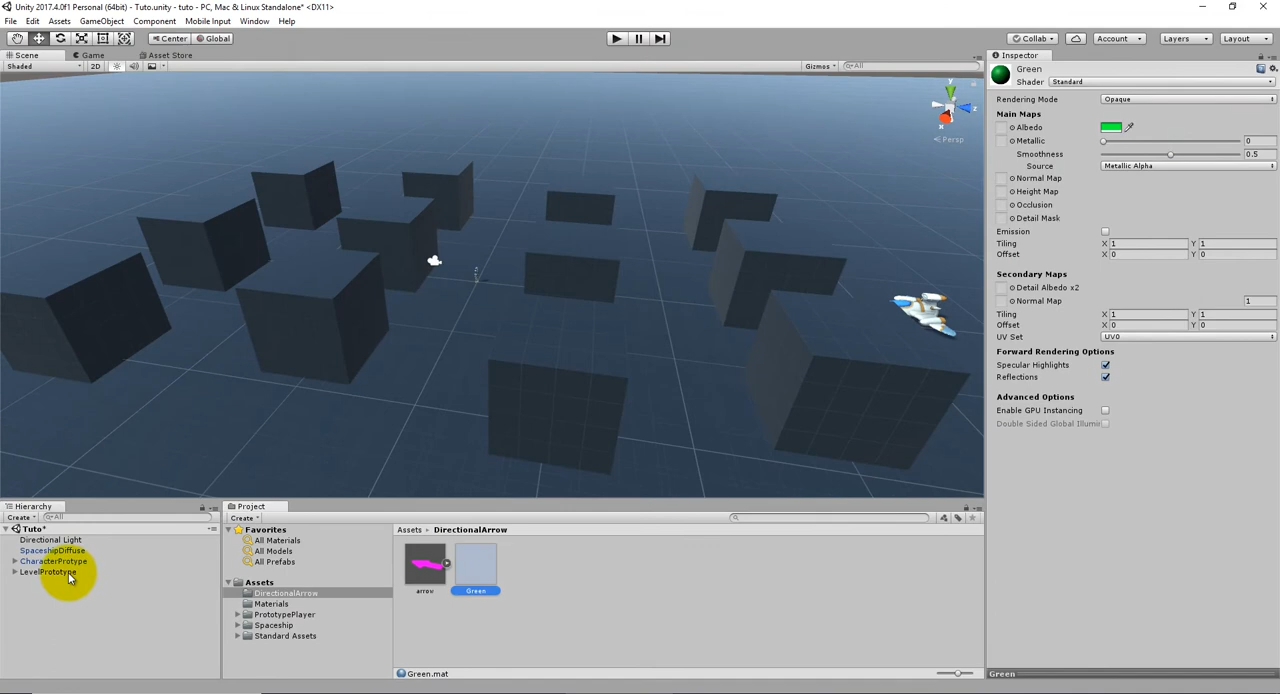 Unity 2017.4.0f1 Personal (64bit) - Tuto.unity - tuto - PC, Mac & Linux Standalone* <DX11>
File Edit Assets GameObject Component Mobile Input Window Help
Center Global Collab Account Layers Layout
Scene Game Asset Store Inspector
Shaded 2D Gizmos All
Green
Shader Standard
y
z
x
Persp
Rendering Mode Opaque
Main Maps
Albedo
Metallic 0
Smoothness 0.5
Source Metallic Alpha
Normal Map
Height Map
Occlusion
Detail Mask
Emission
Tiling X 1 Y 1
Offset X 0 Y 0
Secondary Maps
Detail Albedo x2
Normal Map 1
Tiling X 1 Y 1
Offset X 0 Y 0
UV Set UV0
Forward Rendering Options
Specular Highlights
Reflections
Advanced Options
Enable GPU Instancing
Double Sided Global Illumi
Hierarchy
Create All
Tuto*
Directional Light
SpaceshipDiffuse
CharacterProtype
LevelPrototype
Project
Create
Favorites
All Materials
All Models
All Prefabs
Assets
DirectionalArrow
Materials
PrototypePlayer
Spaceship
Standard Assets
Assets DirectionalArrow
arrow Green
Green.mat
Green